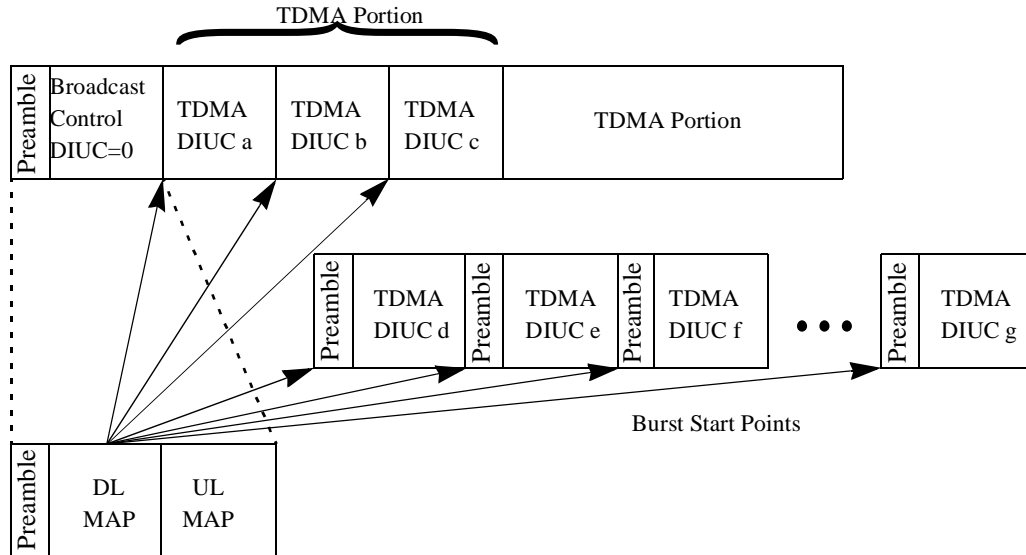 TDMA Portion
Preamble
Broadcast
Control
DIUC=0
TDMA
DIUC a
TDMA
DIUC b
TDMA
DIUC c
TDMA Portion
Preamble
TDMA
DIUC d
Preamble
TDMA
DIUC e
Preamble
TDMA
DIUC f
Preamble
TDMA
DIUC g
Burst Start Points
Preamble
DL
MAP
UL
MAP